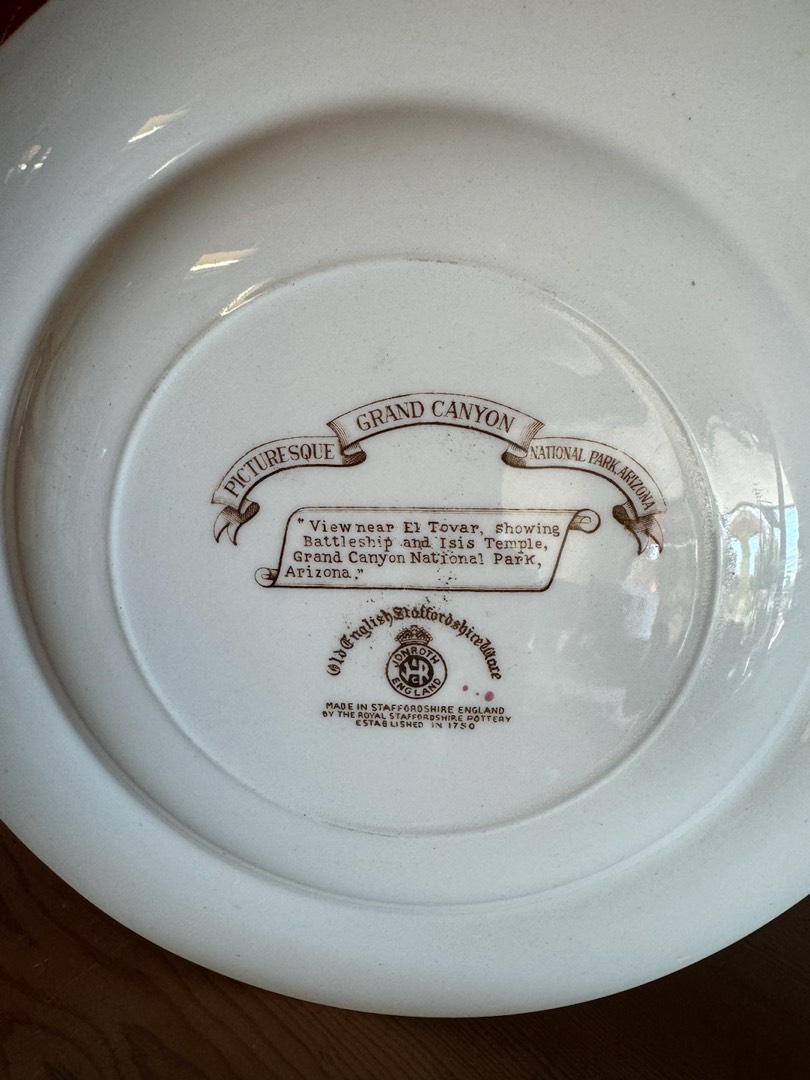 PICTURESQUE GRAND CANYON NATIONAL PARK, ARIZONA
"View near El Tovar, showing
Battleship and Isis Temple,
Grand Canyon National Park,
Arizona."
Old English Staffordshire Ware
JONROTH
ENGLAND
MADE IN STAFFORDSHIRE ENGLAND
BY THE ROYAL STAFFORDSHIRE POTTERY
ESTABLISHED IN 1750